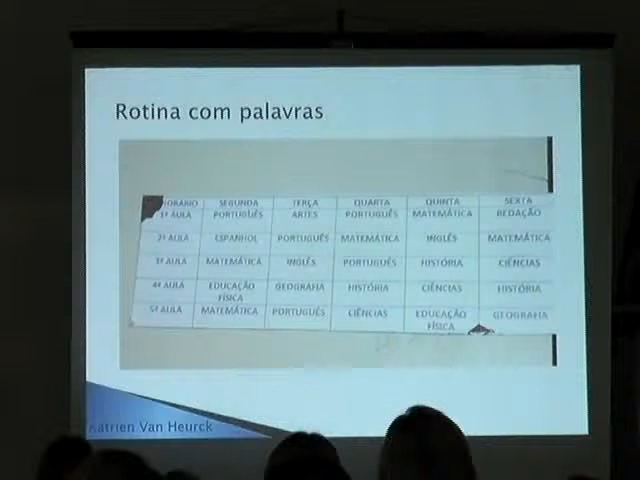 Rotina com palavras
HORÁRIO SEGUNDA TERÇA QUARTA QUINTA SEXTA
1ª AULA PORTUGUÊS ARTES PORTUGUÊS MATEMÁTICA REDAÇÃO
2ª AULA ESPANHOL PORTUGUÊS MATEMÁTICA INGLÊS MATEMÁTICA
3ª AULA MATEMÁTICA INGLÊS PORTUGUÊS HISTÓRIA CIÊNCIAS
4ª AULA EDUCAÇÃO FÍSICA GEOGRAFIA HISTÓRIA CIÊNCIAS HISTÓRIA
5ª AULA MATEMÁTICA PORTUGUÊS CIÊNCIAS EDUCAÇÃO FÍSICA GEOGRAFIA
Katrien Van Heurck